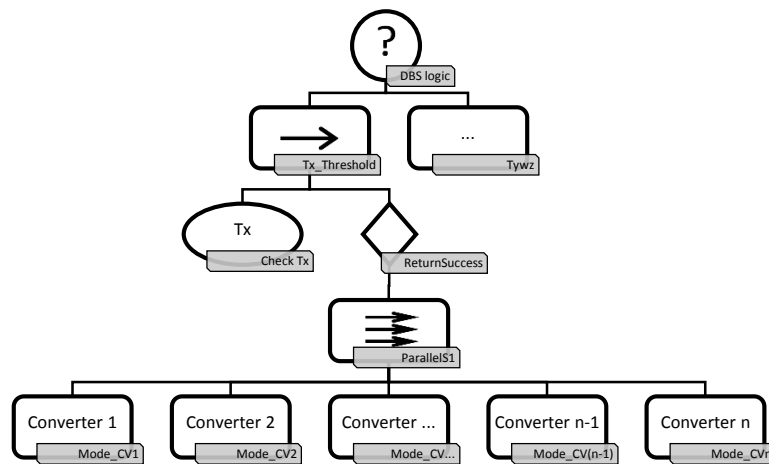 ?
DBS logic
...
Tx_Threshold
Tywz
Tx
Check Tx
ReturnSuccess
ParallelS1
Converter 1
Converter 2
Converter ...
Converter n-1
Converter n
Mode_CV1
Mode_CV2
Mode_CV...
Mode_CV(n-1)
Mode_CVn